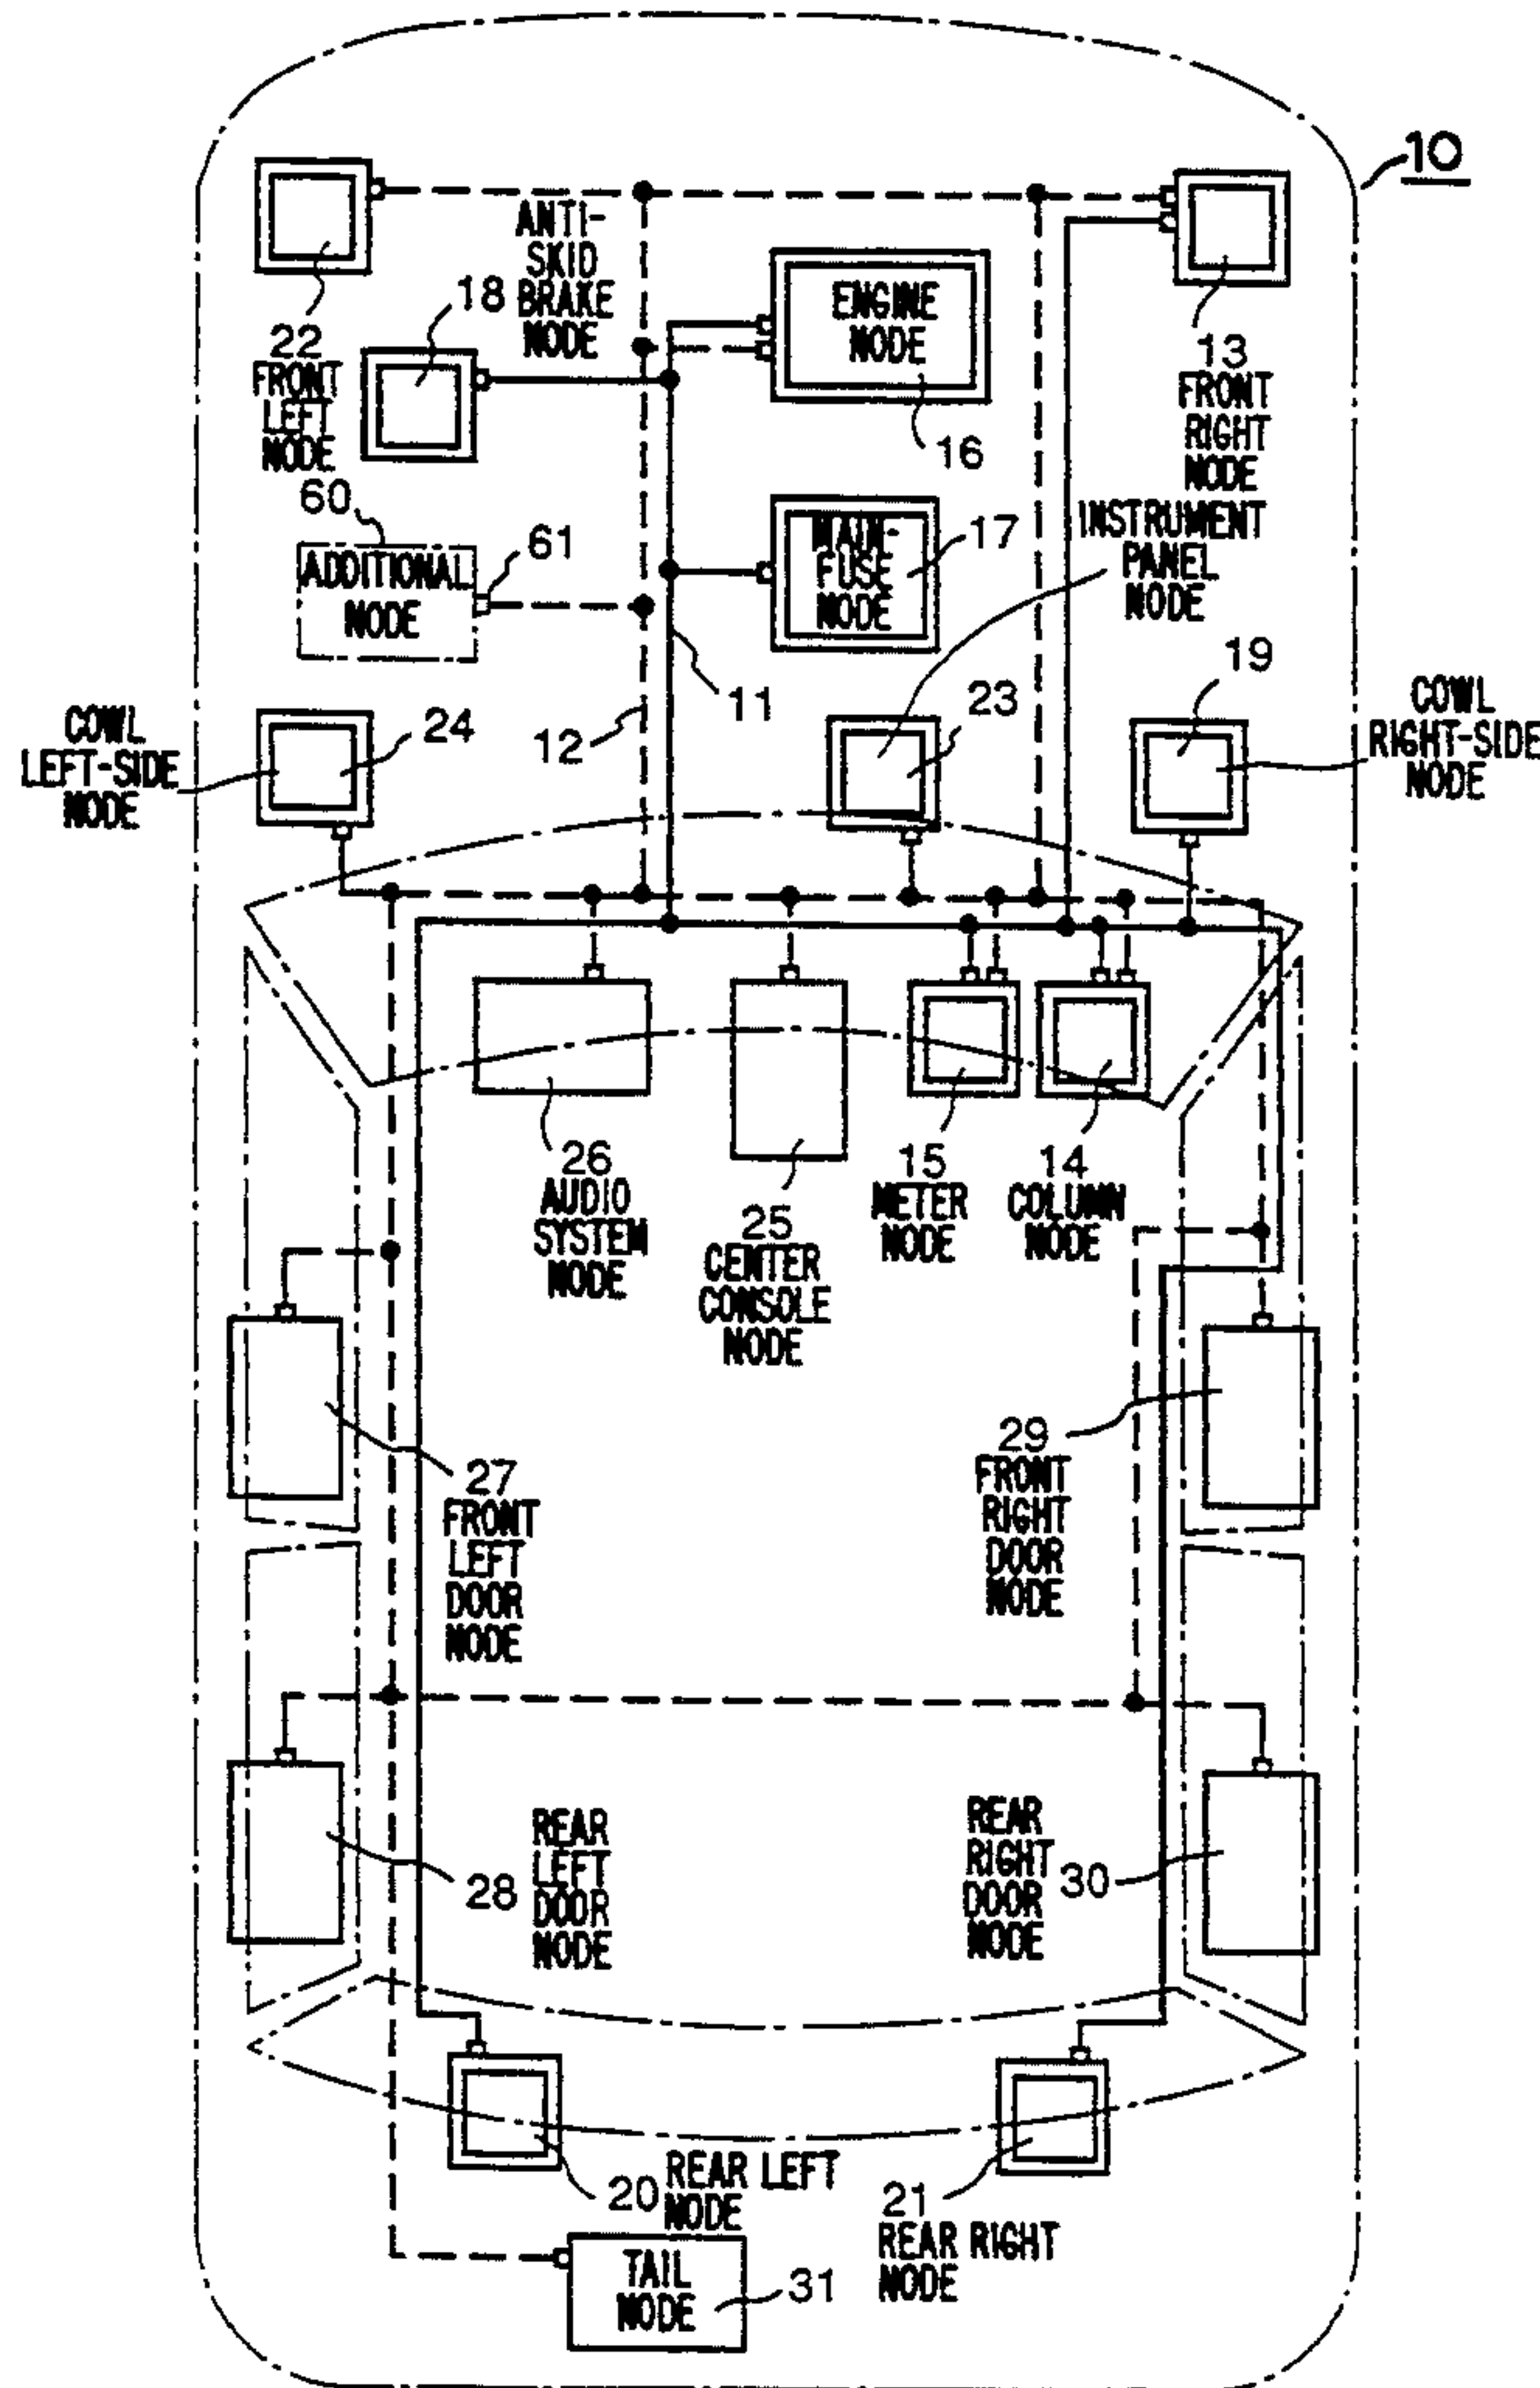 10
ANTI-
SKID
BRAKE
NODE
18
22
FRONT
LEFT
NODE
ENGINE
NODE
16
13
FRONT
RIGHT
NODE
60
ADDITIONAL
NODE
61
MAIN-
FUSE
NODE
17
INSTRUMENT
PANEL
NODE
11
12
23
19
COWL
RIGHT-SIDE
NODE
COWL
LEFT-SIDE
NODE
24
26
AUDIO
SYSTEM
NODE
25
CENTER
CONSOLE
NODE
15
METER
NODE
14
COLUMN
NODE
27
FRONT
LEFT
DOOR
NODE
29
FRONT
RIGHT
DOOR
NODE
28
REAR
LEFT
DOOR
NODE
REAR
RIGHT
DOOR
NODE
30
20
REAR LEFT
NODE
21
REAR RIGHT
NODE
TAIL
NODE
31